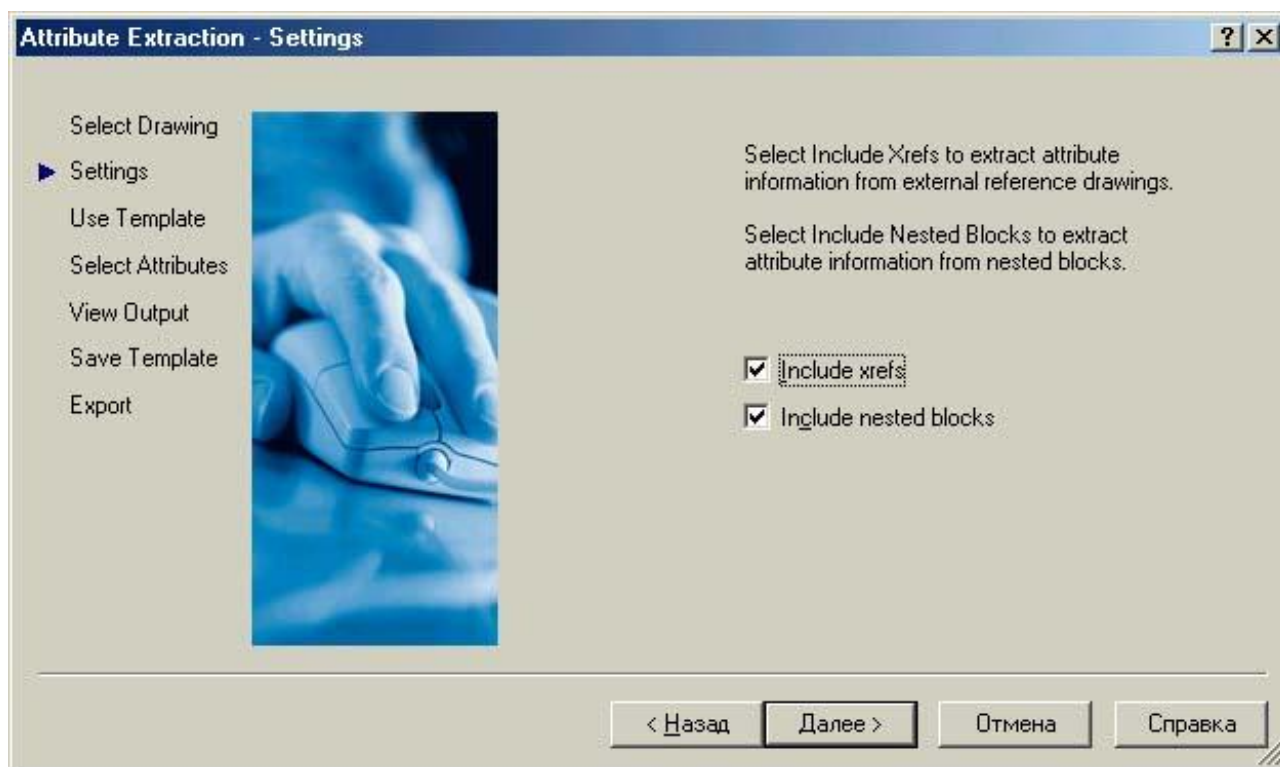 Attribute Extraction - Settings
Select Drawing
Settings
Use Template
Select Attributes
View Output
Save Template
Export
Select Include Xrefs to extract attribute
information from external reference drawings.
Select Include Nested Blocks to extract
attribute information from nested blocks.
Include xrefs
Include nested blocks
< Назад
Далее >
Отмена
Справка